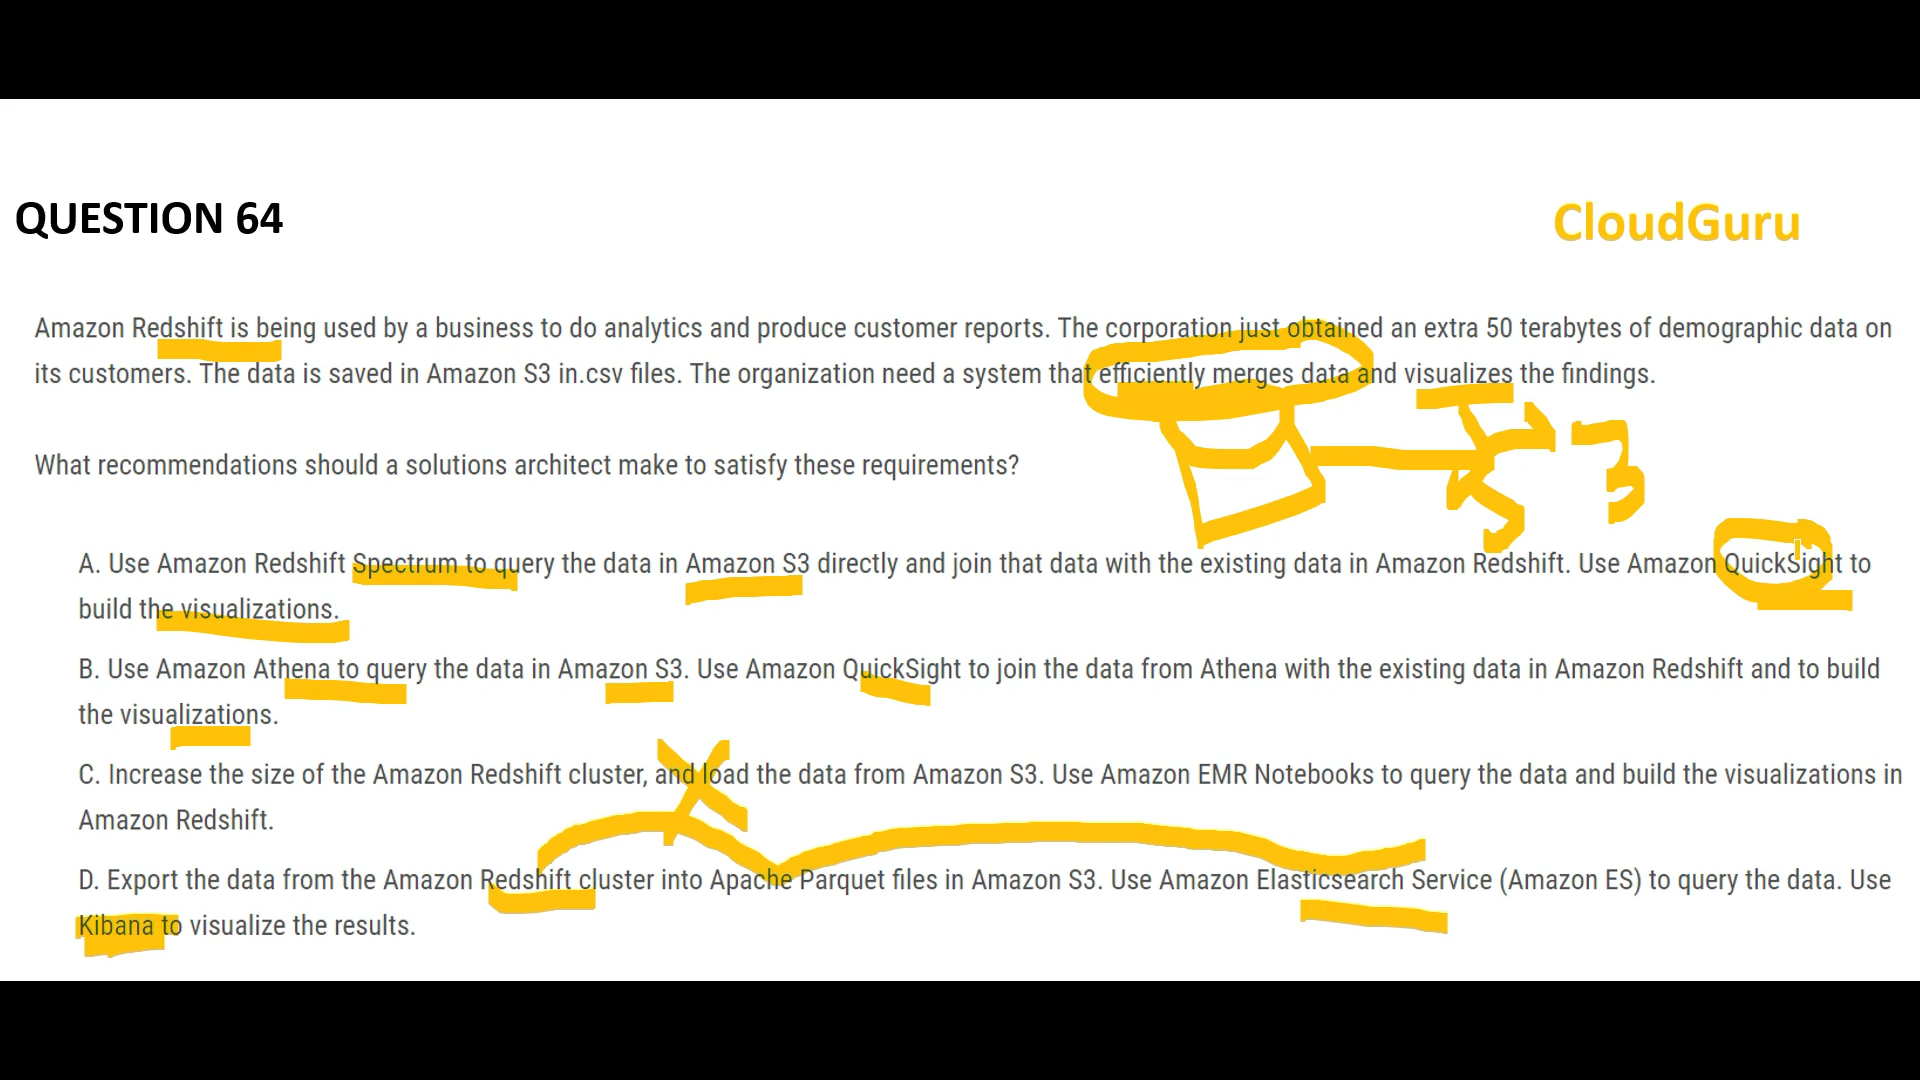 QUESTION 64
CloudGuru
Amazon Redshift is being used by a business to do analytics and produce customer reports. The corporation just obtained an extra 50 terabytes of demographic data on
its customers. The data is saved in Amazon S3 in.csv files. The organization need a system that efficiently merges data and visualizes the findings.
What recommendations should a solutions architect make to satisfy these requirements?
A. Use Amazon Redshift Spectrum to query the data in Amazon S3 directly and join that data with the existing data in Amazon Redshift. Use Amazon QuickSight to
build the visualizations.
B. Use Amazon Athena to query the data in Amazon S3. Use Amazon QuickSight to join the data from Athena with the existing data in Amazon Redshift and to build
the visualizations.
C. Increase the size of the Amazon Redshift cluster, and load the data from Amazon S3. Use Amazon EMR Notebooks to query the data and build the visualizations in
Amazon Redshift.
D. Export the data from the Amazon Redshift cluster into Apache Parquet files in Amazon S3. Use Amazon Elasticsearch Service (Amazon ES) to query the data. Use
Kibana to visualize the results.